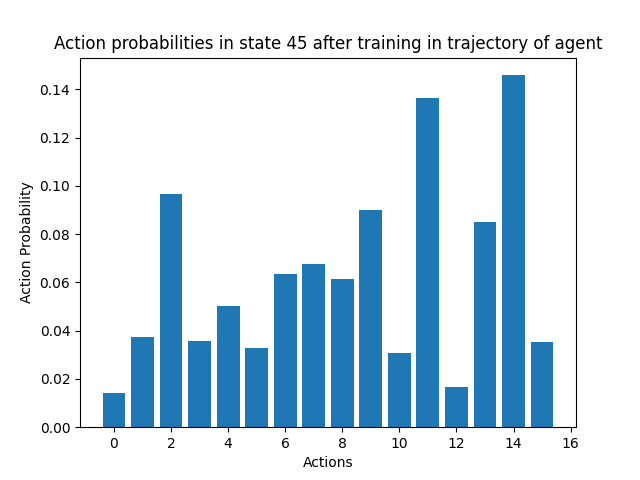 Action probabilities in state 45 after training in trajectory of agent
0.14
0.12
0.10
0.08
0.06
0.04
0.02
0.00
Action Probability
0 2 4 6 8 10 12 14 16
Actions